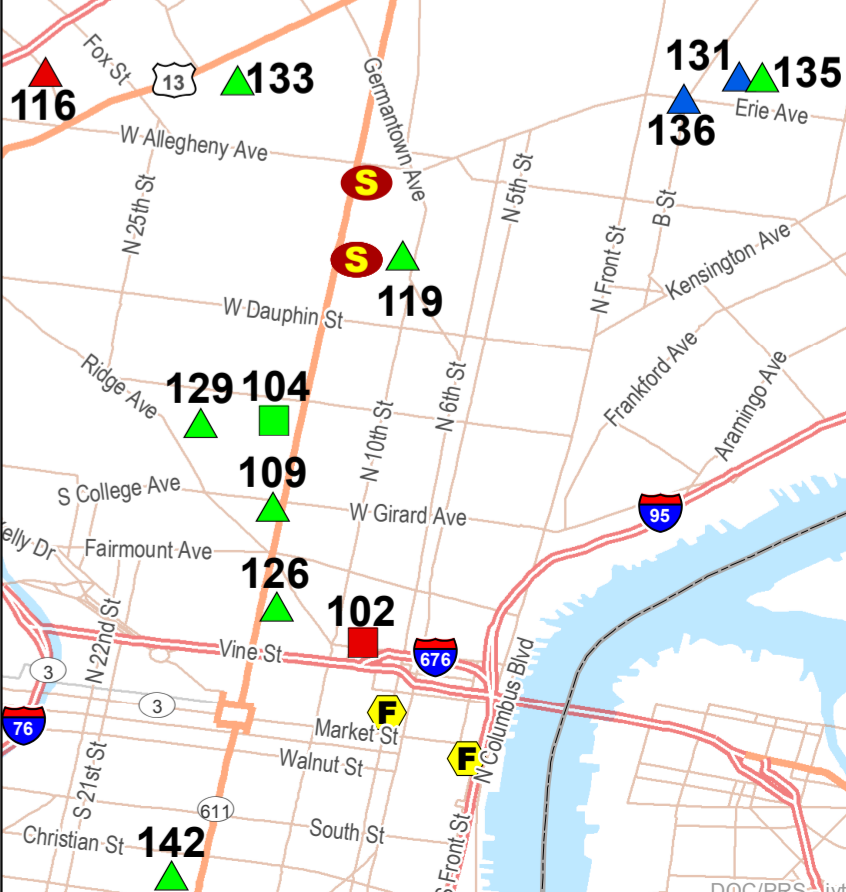 Fox St
13
133
116
Germantown Ave
131
135
136
Erie Ave
W Allegheny Ave
N 25th St
S
N 5th St
B St
S
119
N Front St
Kensington Ave
W Dauphin St
Ridge Ave
129
104
N 10th St
N 6th St
Frankford Ave
Aramingo Ave
109
S College Ave
W Girard Ave
95
Kelly Dr
Fairmount Ave
126
102
N 22nd St
Vine St
676
3
3
76
F
Market St
F
N Columbus Blvd
Walnut St
S 21st St
611
South St
Christian St
142
S Front St